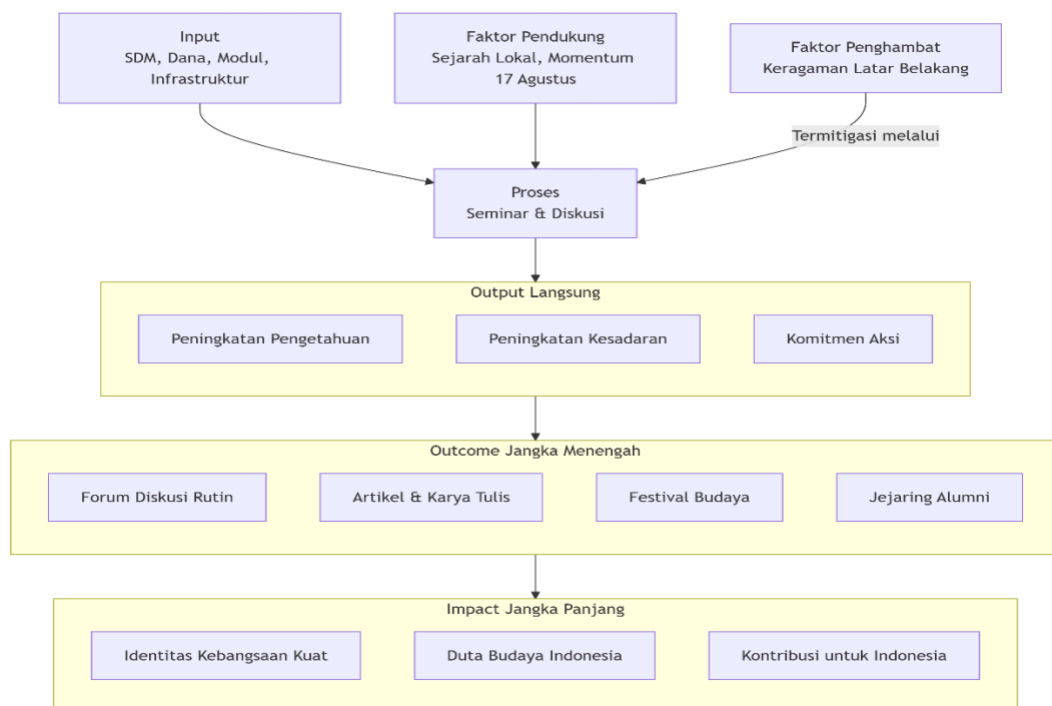 Input
SDM, Dana, Modul,
Infrastruktur
Faktor Pendukung
Sejarah Lokal, Momentum
17 Agustus
Faktor Penghambat
Keragaman Latar Belakang
Termitigasi melalui
Proses
Seminar & Diskusi
Output Langsung
Peningkatan Pengetahuan
Peningkatan Kesadaran
Komitmen Aksi
Outcome Jangka Menengah
Forum Diskusi Rutin
Artikel & Karya Tulis
Festival Budaya
Jejaring Alumni
Impact Jangka Panjang
Identitas Kebangsaan Kuat
Duta Budaya Indonesia
Kontribusi untuk Indonesia